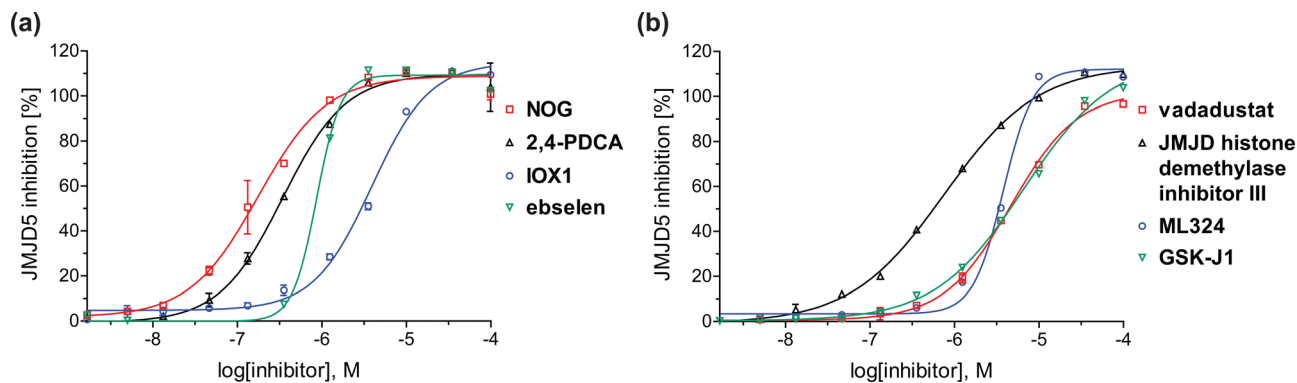 (a)
JMJD5 inhibition [%]
120
100
80
60
40
20
0
-8
-7
-6
-5
-4
log[inhibitor], M
NOG
2,4-PDCA
IOX1
ebselen
(b)
JMJD5 inhibition [%]
120
100
80
60
40
20
0
-8
-7
-6
-5
-4
log[inhibitor], M
vadadustat
JMJD histone
demethylase
inhibitor III
ML324
GSK-J1